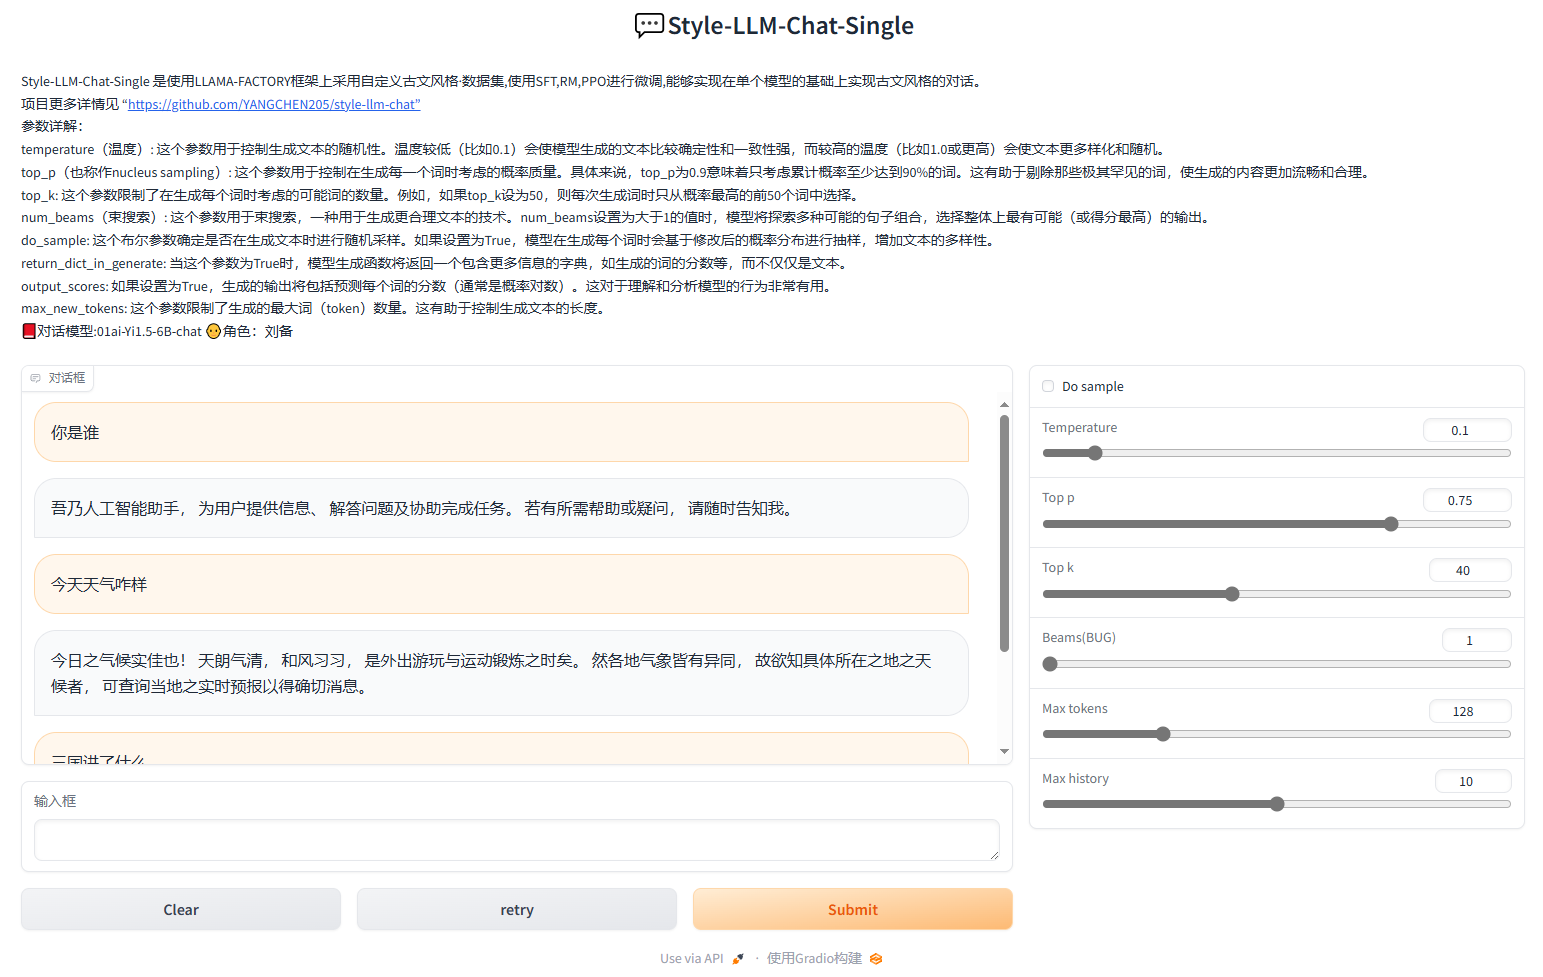 Style-LLM-Chat-Single
Style-LLM-Chat-Single 是使用LLAMA-FACTORY框架上采用自定义古文风格·数据集,使用SFT,RM,PPO进行微调,能够实现在单个模型的基础上实现古文风格的对话。
项目更多详情见 “https://github.com/YANGCHEN205/style-llm-chat”
参数详解：
temperature（温度）: 这个参数用于控制生成文本的随机性。温度较低（比如0.1）会使模型生成的文本比较确定性和一致性强，而较高的温度（比如1.0或更高）会使文本更多样化和随机。
top_p（也称作nucleus sampling）: 这个参数用于控制在生成每一个词时考虑的概率质量。具体来说，top_p为0.9意味着只考虑累计概率至少达到90%的词。这有助于剔除那些极其罕见的词，使生成的内容更加流畅和合理。
top_k: 这个参数限制了在生成每个词时考虑的可能词的数量。例如，如果top_k设为50，则每次生成词时只从概率最高的前50个词中选择。
num_beams（束搜索）: 这个参数用于束搜索，一种用于生成更合理文本的技术。num_beams设置为大于1的值时，模型将探索多种可能的句子组合，选择整体上最有可能（或得分最高）的输出。
do_sample: 这个布尔参数确定是否在生成文本时进行随机采样。如果设置为True，模型在生成每个词时会基于修改后的概率分布进行抽样，增加文本的多样性。
return_dict_in_generate: 当这个参数为True时，模型生成函数将返回一个包含更多信息的字典，如生成的词的分数等，而不仅仅是文本。
output_scores: 如果设置为True，生成的输出将包括预测每个词的分数（通常是概率对数）。这对于理解和分析模型的行为非常有用。
max_new_tokens: 这个参数限制了生成的最大词（token）数量。这有助于控制生成文本的长度。
对话模型:01ai-Yi1.5-6B-chat 角色：刘备
对话框
你是谁
吾乃人工智能助手， 为用户提供信息、 解答问题及协助完成任务。 若有所需帮助或疑问， 请随时告知我。
今天天气咋样
今日之气候实佳也！ 天朗气清， 和风习习， 是外出游玩与运动锻炼之时矣。 然各地气象皆有异同， 故欲知具体所在之地之天
候者， 可查询当地之实时预报以得确切消息。
三国讲了什么
输入框
Clear
retry
Submit
Do sample
Temperature
0.1
Top p
0.75
Top k
40
Beams(BUG)
1
Max tokens
128
Max history
10
Use via API · 使用Gradio构建